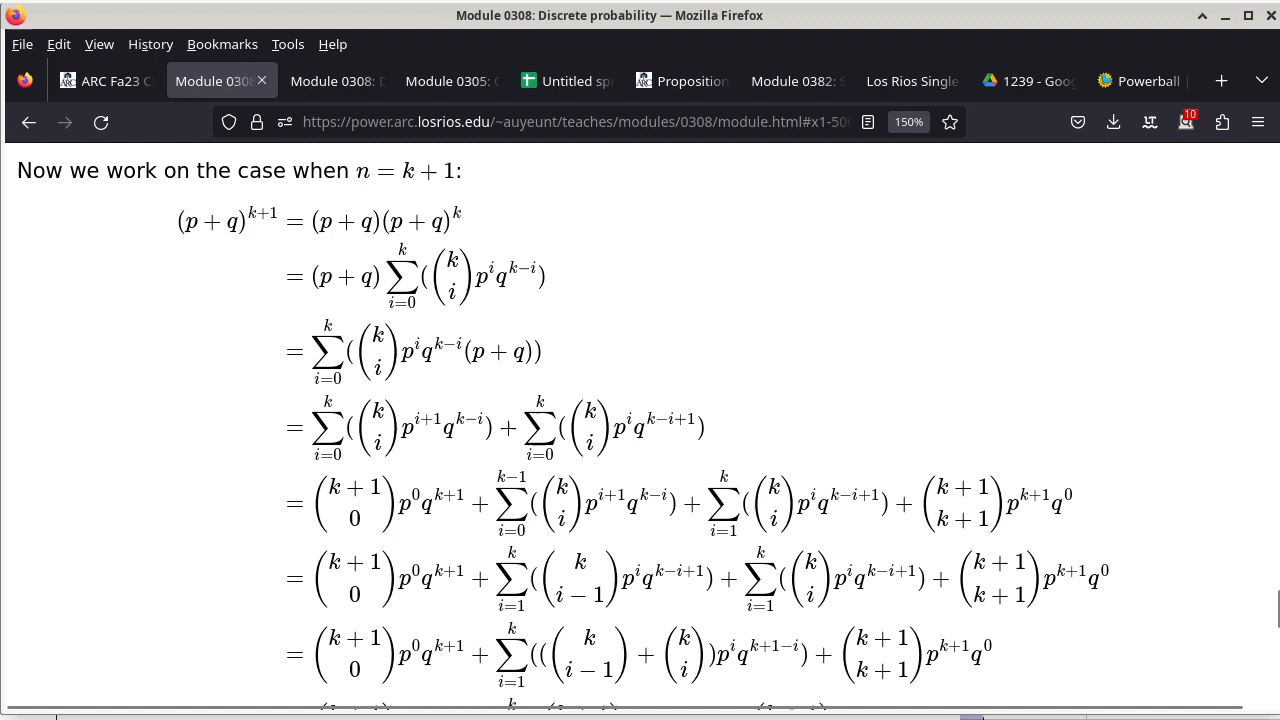 Module 0308: Discrete probability — Mozilla Firefox
File Edit View History Bookmarks Tools Help
ARC Fa23 C Module 0308 Module 0308: D Module 0305: C Untitled spr Proposition Module 0382: S Los Rios Single 1239 - Goog Powerball |
https://power.arc.losrios.edu/~auyeunt/teaches/modules/0308/module.html#x1-500 150% 10
Now we work on the case when n = k + 1:
(p + q)^{k+1} = (p + q)(p + q)^k
= (p + q) \sum_{i=0}^{k} (\binom{k}{i} p^i q^{k-i})
= \sum_{i=0}^{k} (\binom{k}{i} p^i q^{k-i} (p + q))
= \sum_{i=0}^{k} (\binom{k}{i} p^{i+1} q^{k-i}) + \sum_{i=0}^{k} (\binom{k}{i} p^i q^{k-i+1})
= \binom{k+1}{0} p^0 q^{k+1} + \sum_{i=0}^{k-1} (\binom{k}{i} p^{i+1} q^{k-i}) + \sum_{i=1}^{k} (\binom{k}{i} p^i q^{k-i+1}) + \binom{k+1}{k+1} p^{k+1} q^0
= \binom{k+1}{0} p^0 q^{k+1} + \sum_{i=1}^{k} (\binom{k}{i-1} p^i q^{k-i+1}) + \sum_{i=1}^{k} (\binom{k}{i} p^i q^{k-i+1}) + \binom{k+1}{k+1} p^{k+1} q^0
= \binom{k+1}{0} p^0 q^{k+1} + \sum_{i=1}^{k} ((\binom{k}{i-1} + \binom{k}{i}) p^i q^{k+1-i}) + \binom{k+1}{k+1} p^{k+1} q^0